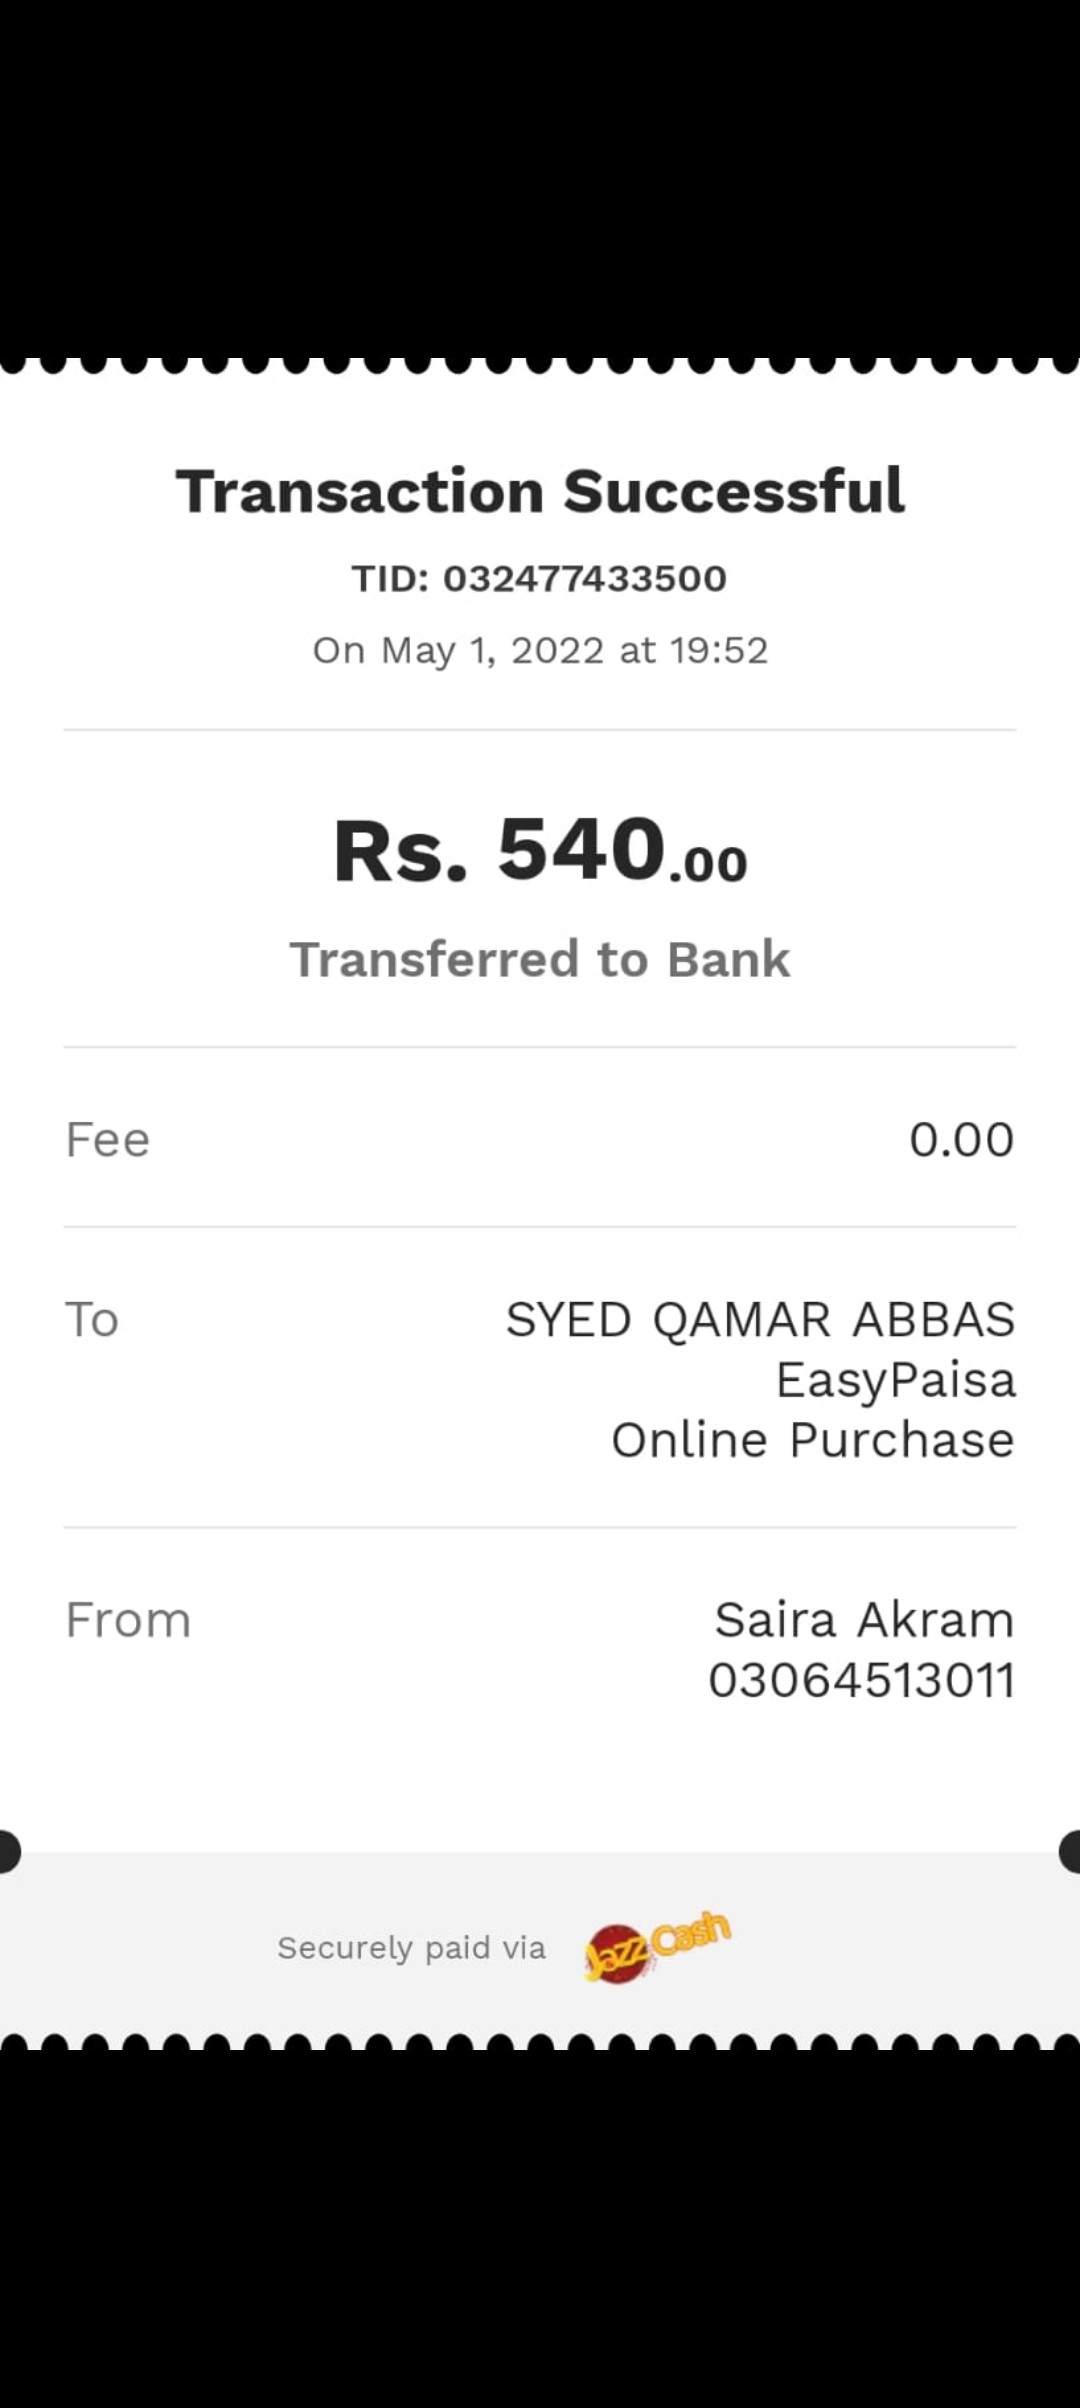 Transaction Successful
TID: 032477433500
On May 1, 2022 at 19:52
Rs. 540.00
Transferred to Bank
Fee 0.00
To SYED QAMAR ABBAS
EasyPaisa
Online Purchase
From Saira Akram
03064513011
Securely paid via JazzCash